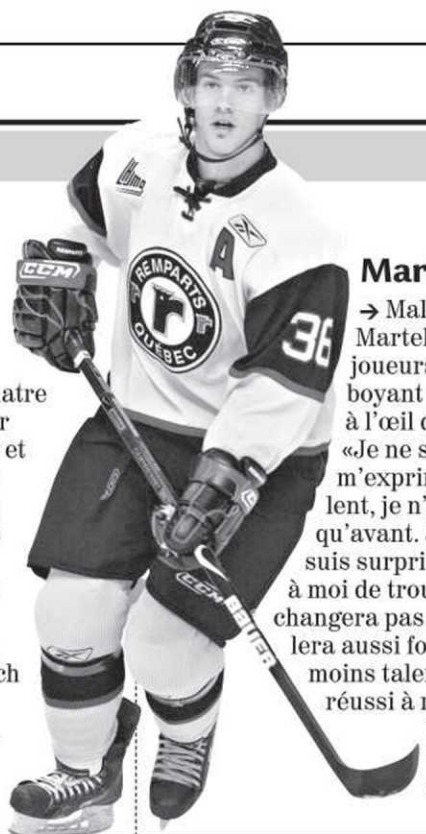 CCM
A
REMPARTS
QUÉBEC
36
CCM
BAUER
atre
r
et
ch
Mar
→ Mal
Martel
joueurs
boyant
à l'œil d
«Je ne s
m'exprim
lent, je n'
qu'avant.
suis surpri
à moi de trou
changera pas
lera aussi fo
moins taler
réussi à r